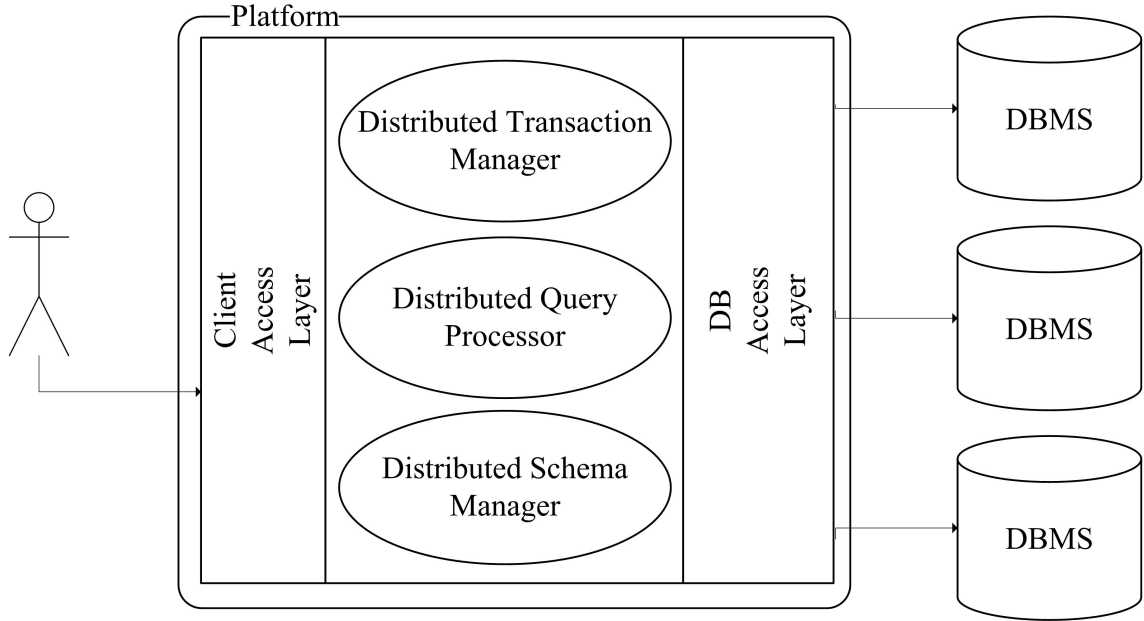 Platform
Client
Access
Layer
Distributed Transaction
Manager
Distributed Query
Processor
Distributed Schema
Manager
DB
Access
Layer
DBMS
DBMS
DBMS